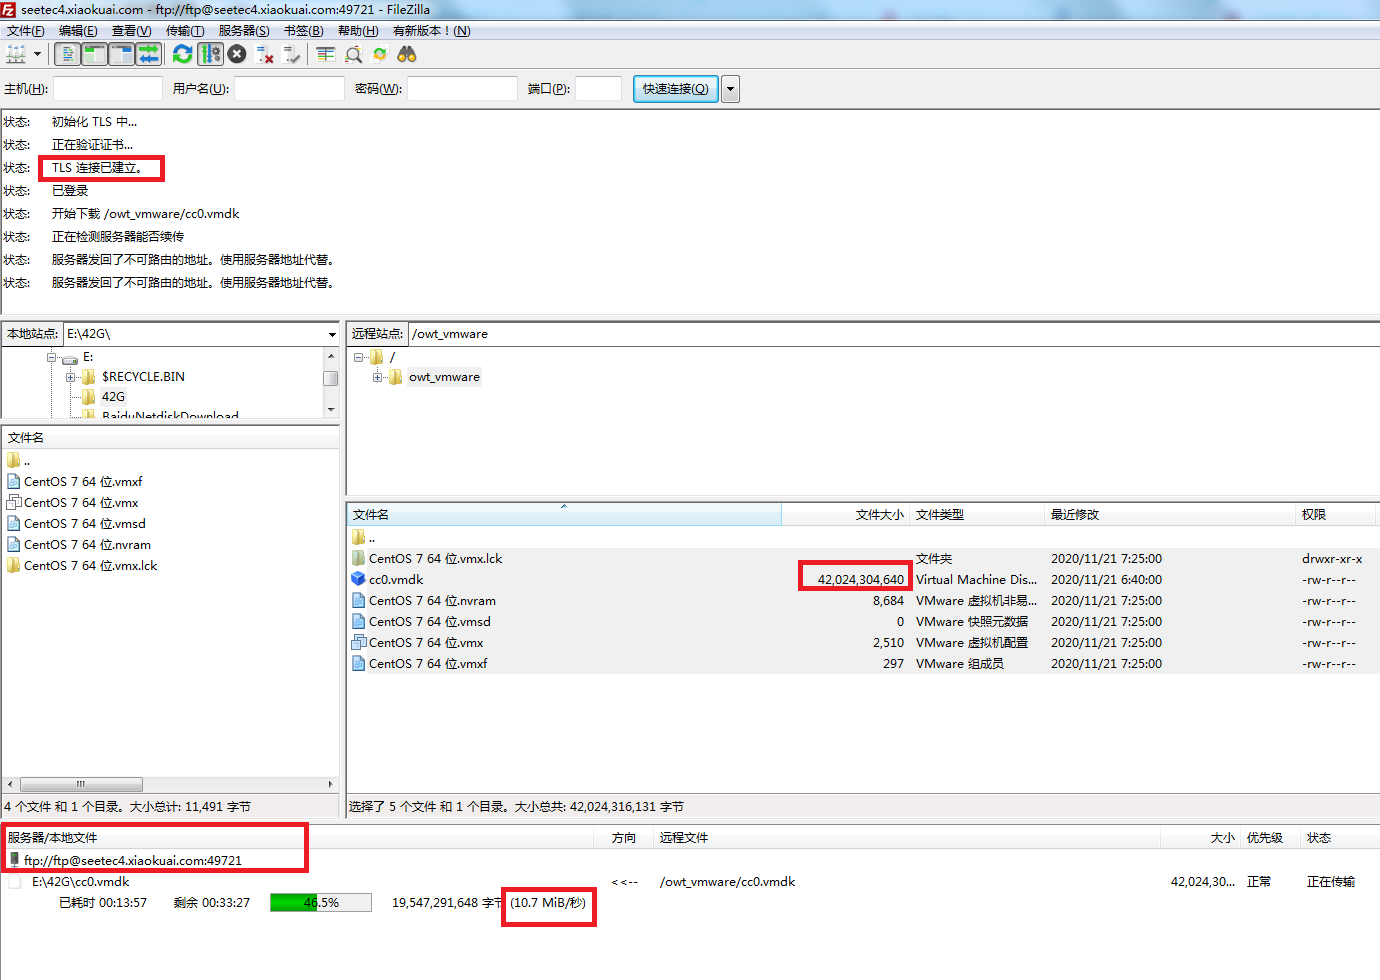 seetec4.xiaokuai.com - ftp://ftp@seetec4.xiaokuai.com:49721 - FileZilla
文件(F) 编辑(E) 查看(V) 传输(T) 服务器(S) 书签(B) 帮助(H) 有新版本！(N)
主机(H): 用户名(U): 密码(W): 端口(P): 快速连接(Q)
状态: 初始化 TLS 中...
状态: 正在验证证书...
状态: TLS 连接已建立。
状态: 已登录
状态: 开始下载 /owt_vmware/cc0.vmdk
状态: 正在检测服务器能否续传
状态: 服务器发回了不可路由的地址。使用服务器地址代替。
状态: 服务器发回了不可路由的地址。使用服务器地址代替。
本地站点: E:\42G\
E:
$RECYCLE.BIN
42G
BaiduNetdiskDownload
远程站点: /owt_vmware
/
owt_vmware
文件名
..
CentOS 7 64 位.vmxf
CentOS 7 64 位.vmx
CentOS 7 64 位.vmsd
CentOS 7 64 位.nvram
CentOS 7 64 位.vmx.lck
4 个文件 和 1 个目录。大小总计: 11,491 字节
文件名 文件大小 文件类型 最近修改 权限
..
CentOS 7 64 位.vmx.lck 文件夹 2020/11/21 7:25:00 drwxr-xr-x
cc0.vmdk 42,024,304,640 Virtual Machine Dis... 2020/11/21 6:40:00 -rw-r--r--
CentOS 7 64 位.nvram 8,684 VMware 虚拟机非易... 2020/11/21 7:25:00 -rw-r--r--
CentOS 7 64 位.vmsd 0 VMware 快照元数据 2020/11/21 7:25:00 -rw-r--r--
CentOS 7 64 位.vmx 2,510 VMware 虚拟机配置 2020/11/21 7:25:00 -rw-r--r--
CentOS 7 64 位.vmxf 297 VMware 组成员 2020/11/21 7:25:00 -rw-r--r--
选择了 5 个文件 和 1 个目录。大小总共: 42,024,316,131 字节
服务器/本地文件 方向 远程文件 大小 优先级 状态
ftp://ftp@seetec4.xiaokuai.com:49721
E:\42G\cc0.vmdk <<-- /owt_vmware/cc0.vmdk 42,024,30... 正常 正在传输
已耗时 00:13:57 剩余 00:33:27 46.5% 19,547,291,648 字节 (10.7 MiB/秒)